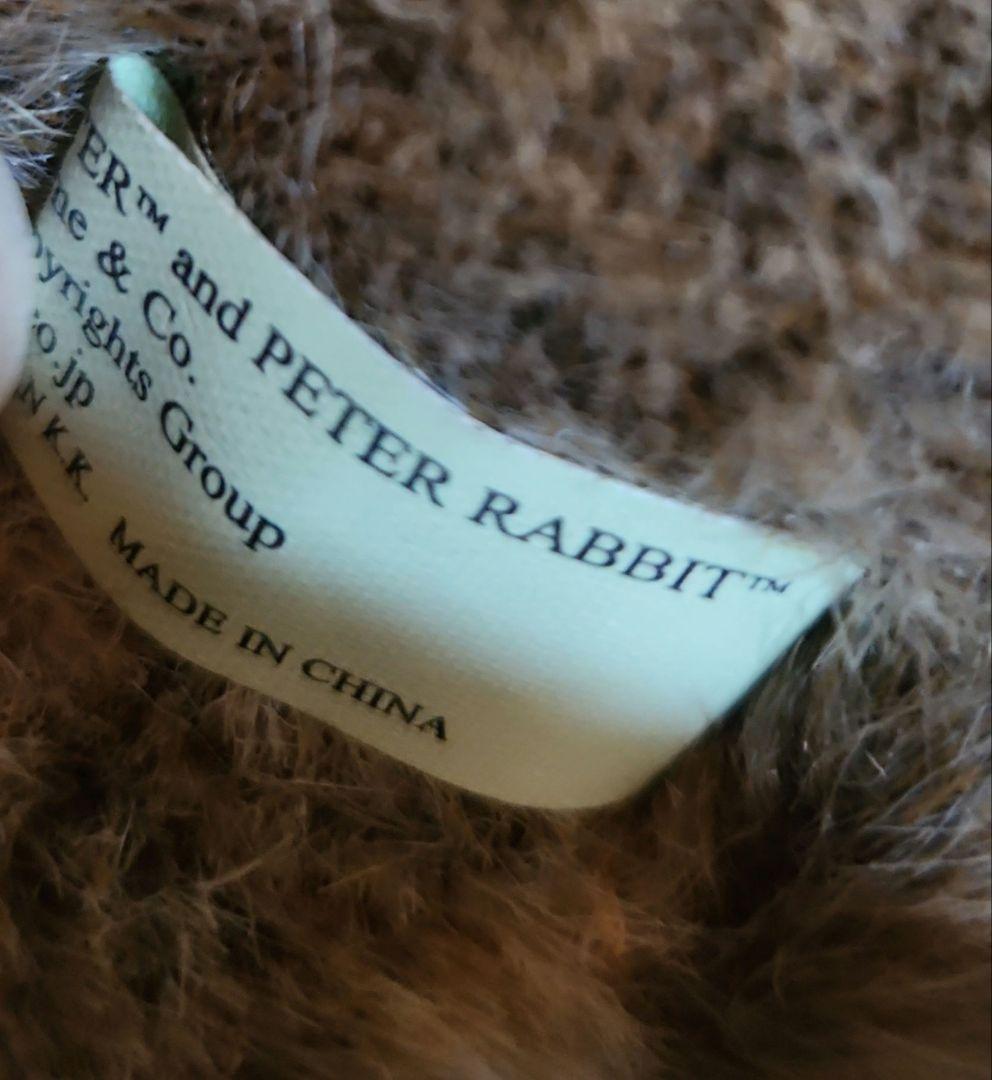 ER™ and PETER RABBIT™
ne & Co.
pyrights Group
o.jp
N K.K. MADE IN CHINA